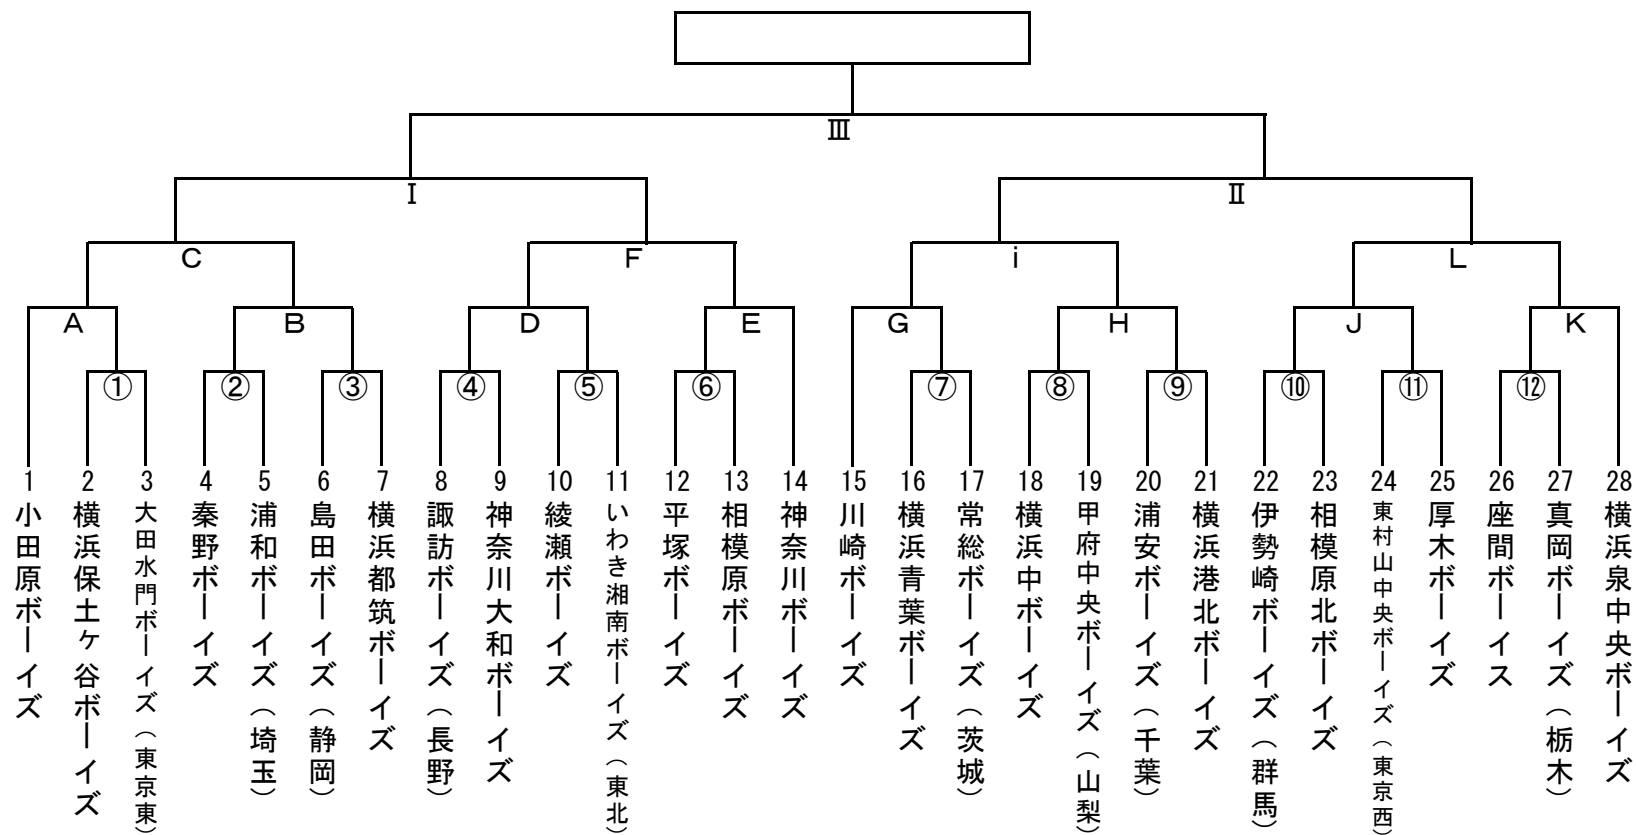 Ⅲ
Ⅰ
Ⅱ
C
F
i
L
A
B
D
E
G
H
J
K
①
②
③
④
⑤
⑥
⑦
⑧
⑨
⑩
⑪
⑫
1 小田原ボーイズ
2 横浜保土ヶ谷ボーイズ
3 大田水門ボーイズ(東京東)
4 秦野ボーイズ
5 浦和ボーイズ(埼玉)
6 島田ボーイズ(静岡)
7 横浜都筑ボーイズ
8 諏訪ボーイズ(長野)
9 神奈川大和ボーイズ
10 綾瀬ボーイズ
11 いわき湘南ボーイズ(東北)
12 平塚ボーイズ
13 相模原ボーイズ
14 神奈川ボーイズ
15 川崎ボーイズ
16 横浜青葉ボーイズ
17 常総ボーイズ(茨城)
18 横浜中ボーイズ
19 甲府中央ボーイズ(山梨)
20 浦安ボーイズ(千葉)
21 横浜港北ボーイズ
22 伊勢崎ボーイズ(群馬)
23 相模原北ボーイズ
24 東村山中央ボーイズ(東京西)
25 厚木ボーイズ
26 座間ボーイス
27 真岡ボーイズ(栃木)
28 横浜泉中央ボーイズ